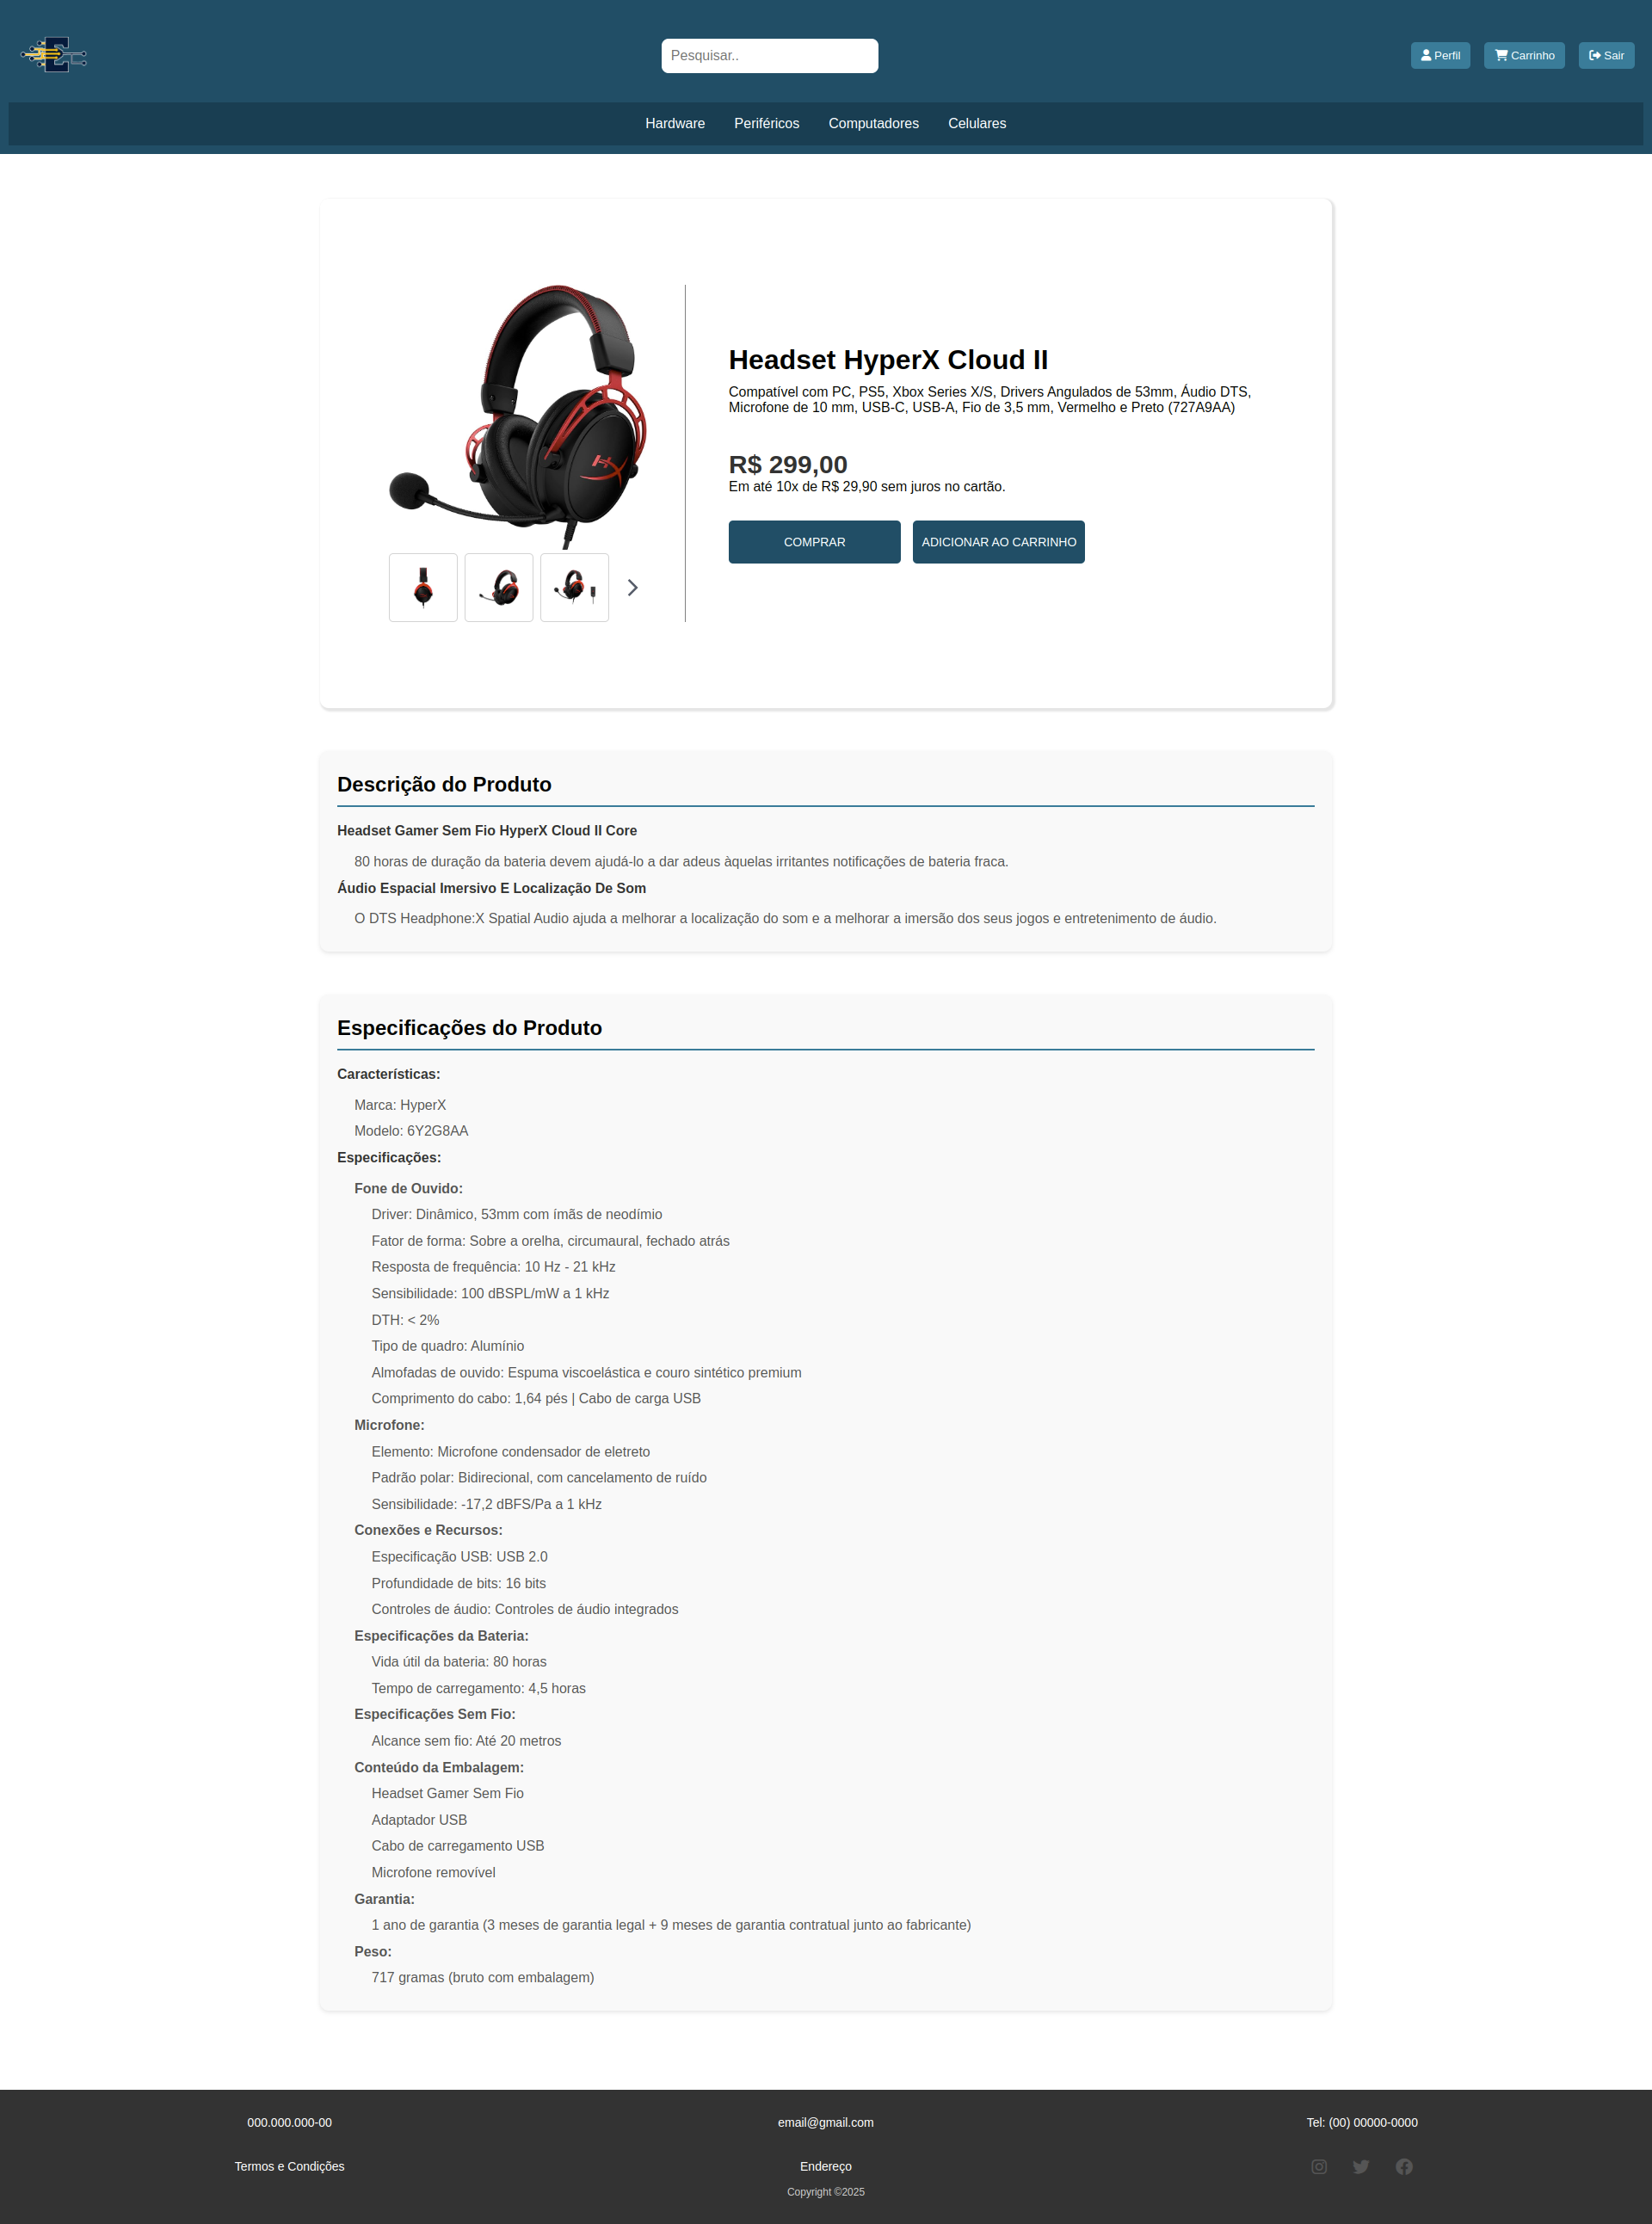 Pesquisar..
Perfil
Carrinho
Sair
Hardware
Periféricos
Computadores
Celulares
Headset HyperX Cloud II
Compatível com PC, PS5, Xbox Series X/S, Drivers Angulados de 53mm, Áudio DTS,
Microfone de 10 mm, USB-C, USB-A, Fio de 3,5 mm, Vermelho e Preto (727A9AA)
R$ 299,00
Em até 10x de R$ 29,90 sem juros no cartão.
COMPRAR
ADICIONAR AO CARRINHO
Descrição do Produto
Headset Gamer Sem Fio HyperX Cloud II Core
80 horas de duração da bateria devem ajudá-lo a dar adeus àquelas irritantes notificações de bateria fraca.
Áudio Espacial Imersivo E Localização De Som
O DTS Headphone:X Spatial Audio ajuda a melhorar a localização do som e a melhorar a imersão dos seus jogos e entretenimento de áudio.
Especificações do Produto
Características:
Marca: HyperX
Modelo: 6Y2G8AA
Especificações:
Fone de Ouvido:
Driver: Dinâmico, 53mm com ímãs de neodímio
Fator de forma: Sobre a orelha, circumaural, fechado atrás
Resposta de frequência: 10 Hz - 21 kHz
Sensibilidade: 100 dBSPL/mW a 1 kHz
DTH: < 2%
Tipo de quadro: Alumínio
Almofadas de ouvido: Espuma viscoelástica e couro sintético premium
Comprimento do cabo: 1,64 pés | Cabo de carga USB
Microfone:
Elemento: Microfone condensador de eletreto
Padrão polar: Bidirecional, com cancelamento de ruído
Sensibilidade: -17,2 dBFS/Pa a 1 kHz
Conexões e Recursos:
Especificação USB: USB 2.0
Profundidade de bits: 16 bits
Controles de áudio: Controles de áudio integrados
Especificações da Bateria:
Vida útil da bateria: 80 horas
Tempo de carregamento: 4,5 horas
Especificações Sem Fio:
Alcance sem fio: Até 20 metros
Conteúdo da Embalagem:
Headset Gamer Sem Fio
Adaptador USB
Cabo de carregamento USB
Microfone removível
Garantia:
1 ano de garantia (3 meses de garantia legal + 9 meses de garantia contratual junto ao fabricante)
Peso:
717 gramas (bruto com embalagem)
000.000.000-00
email@gmail.com
Tel: (00) 00000-0000
Termos e Condições
Endereço
Copyright ©2025